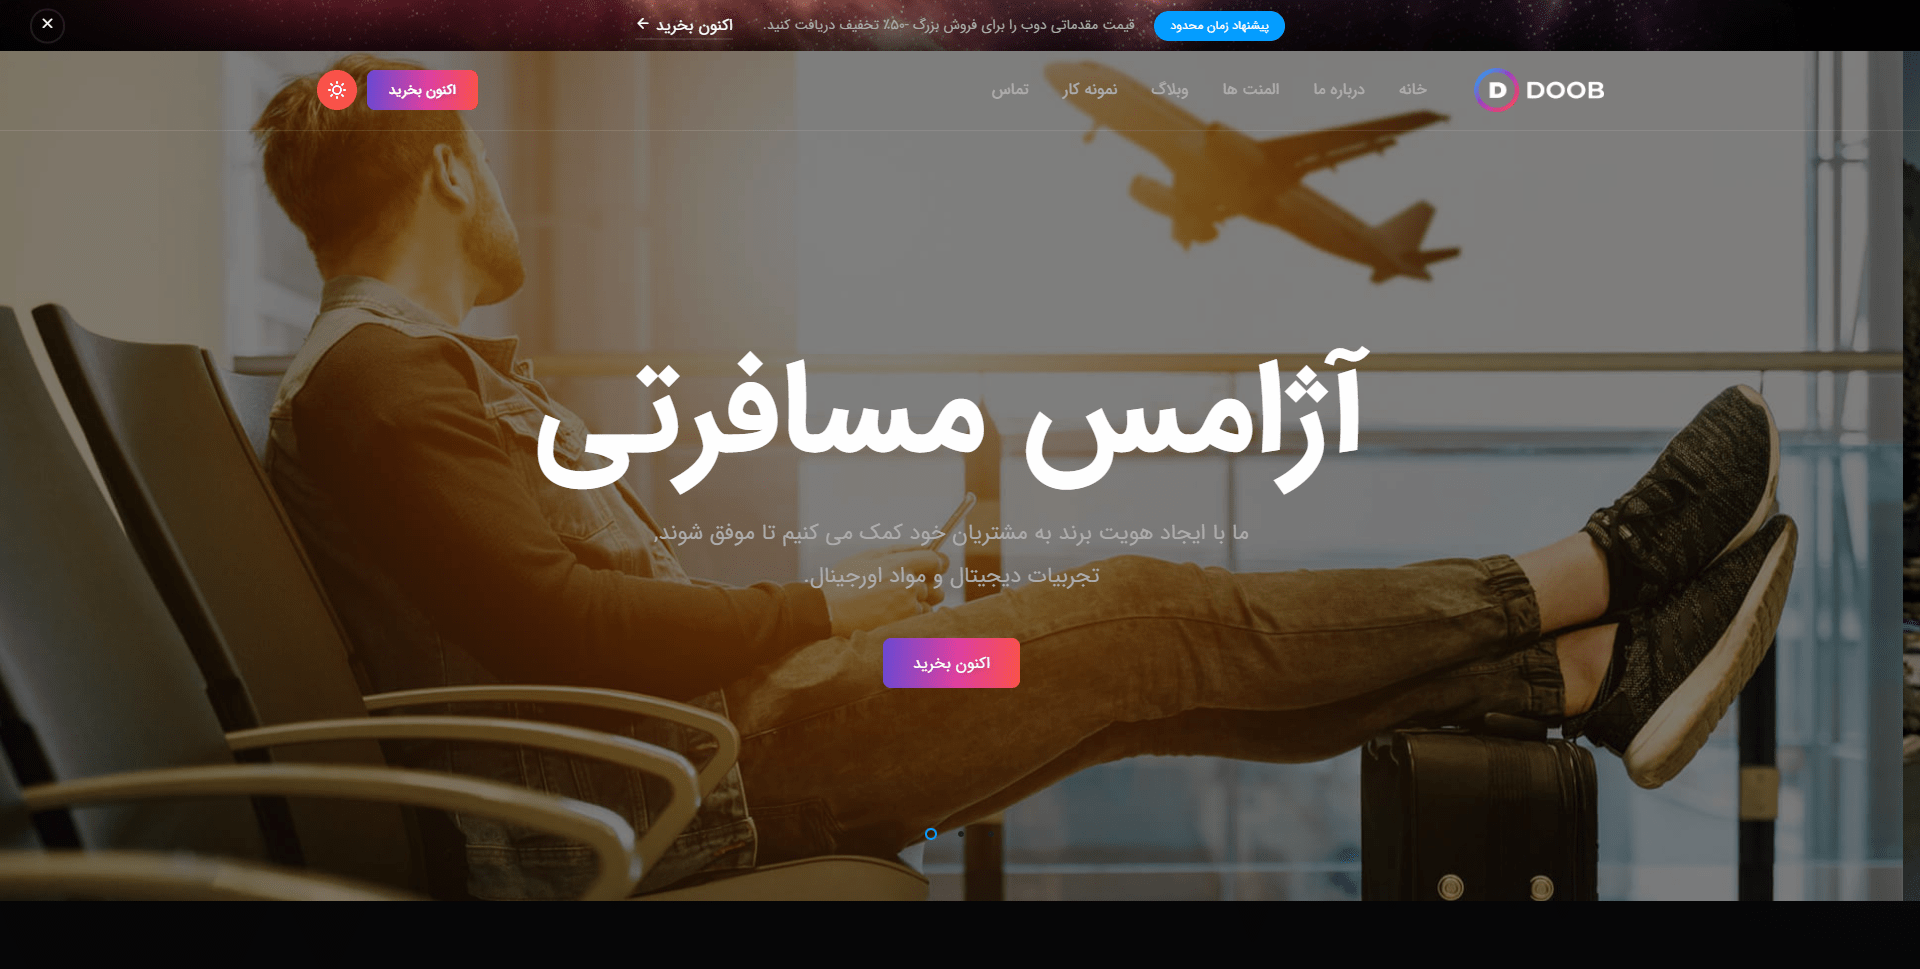 پیشنهاد زمان محدود
قیمت مقدماتی دوب را برای فروش بزرگ -50٪ تخفیف دریافت کنید.
اکنون بخرید
DOOB
خانه
درباره ما
المنت ها
وبلاگ
نمونه کار
تماس
اکنون بخرید
آژامس مسافرتی
ما با ایجاد هویت برند به مشتریان خود کمک می کنیم تا موفق شوند,
تجربیات دیجیتال و مواد اورجینال.
اکنون بخرید